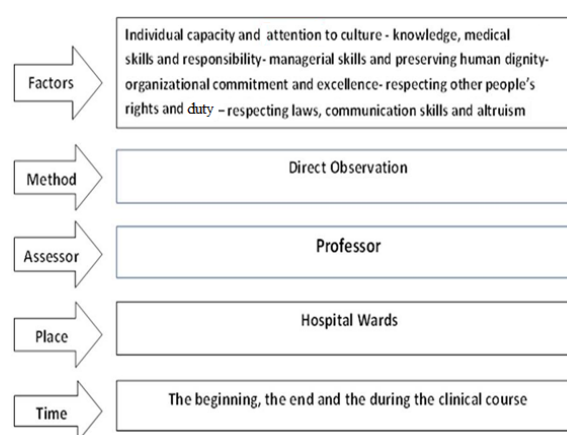 Factors
Individual capacity and attention to culture - knowledge, medical
skills and responsibility- managerial skills and preserving human dignity-
organizational commitment and excellence- respecting other people's
rights and duty – respecting laws, communication skills and altruism
Method
Direct Observation
Assessor
Professor
Place
Hospital Wards
Time
The beginning, the end and the during the clinical course